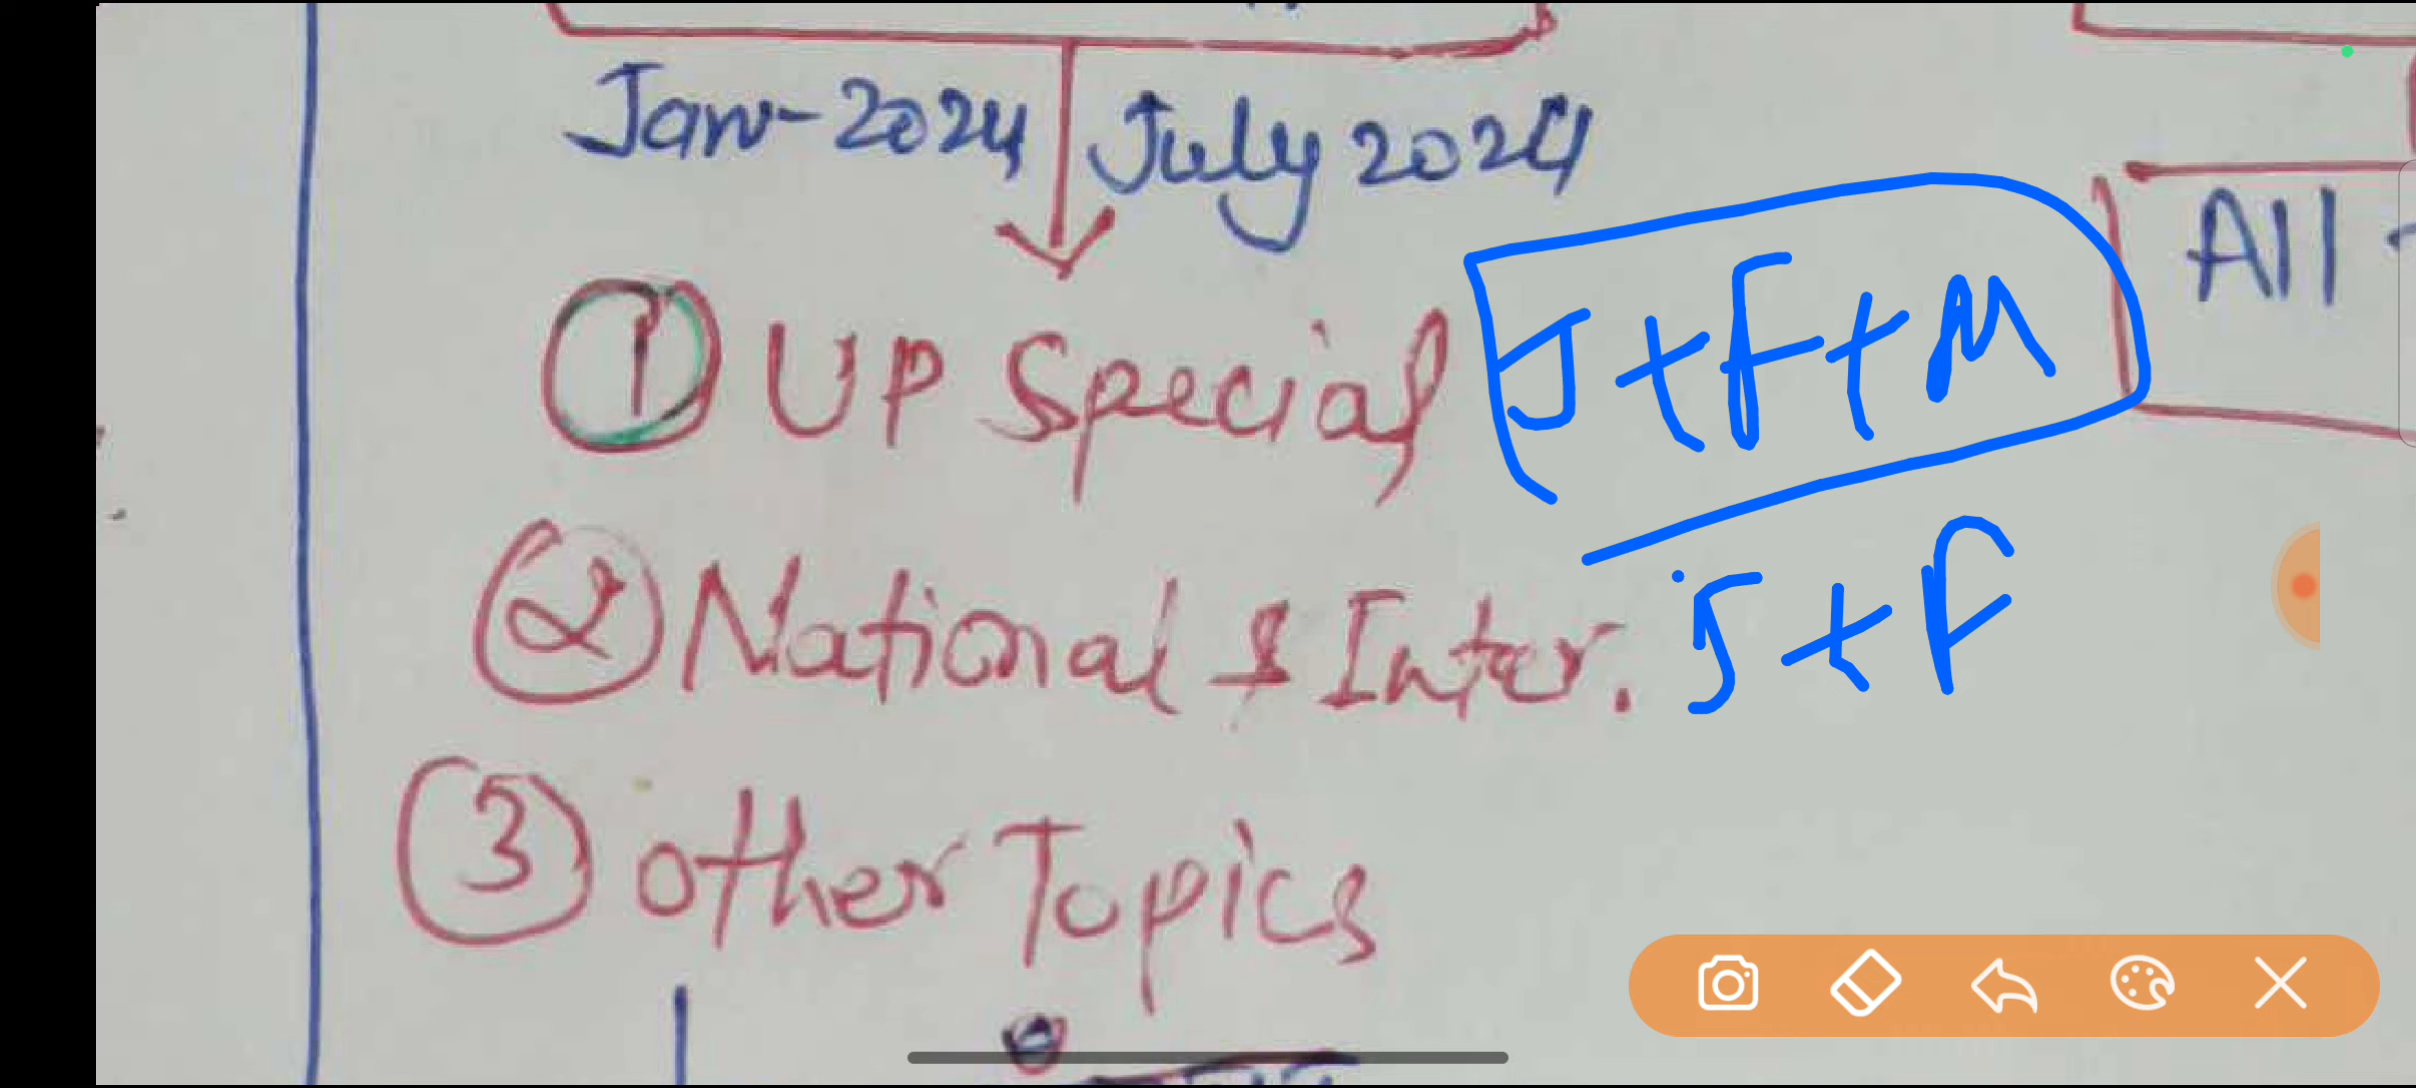 Jan-2024 July 2024
All
① UP Special J+F+M
② National & Inter. J+F
③ other Topics